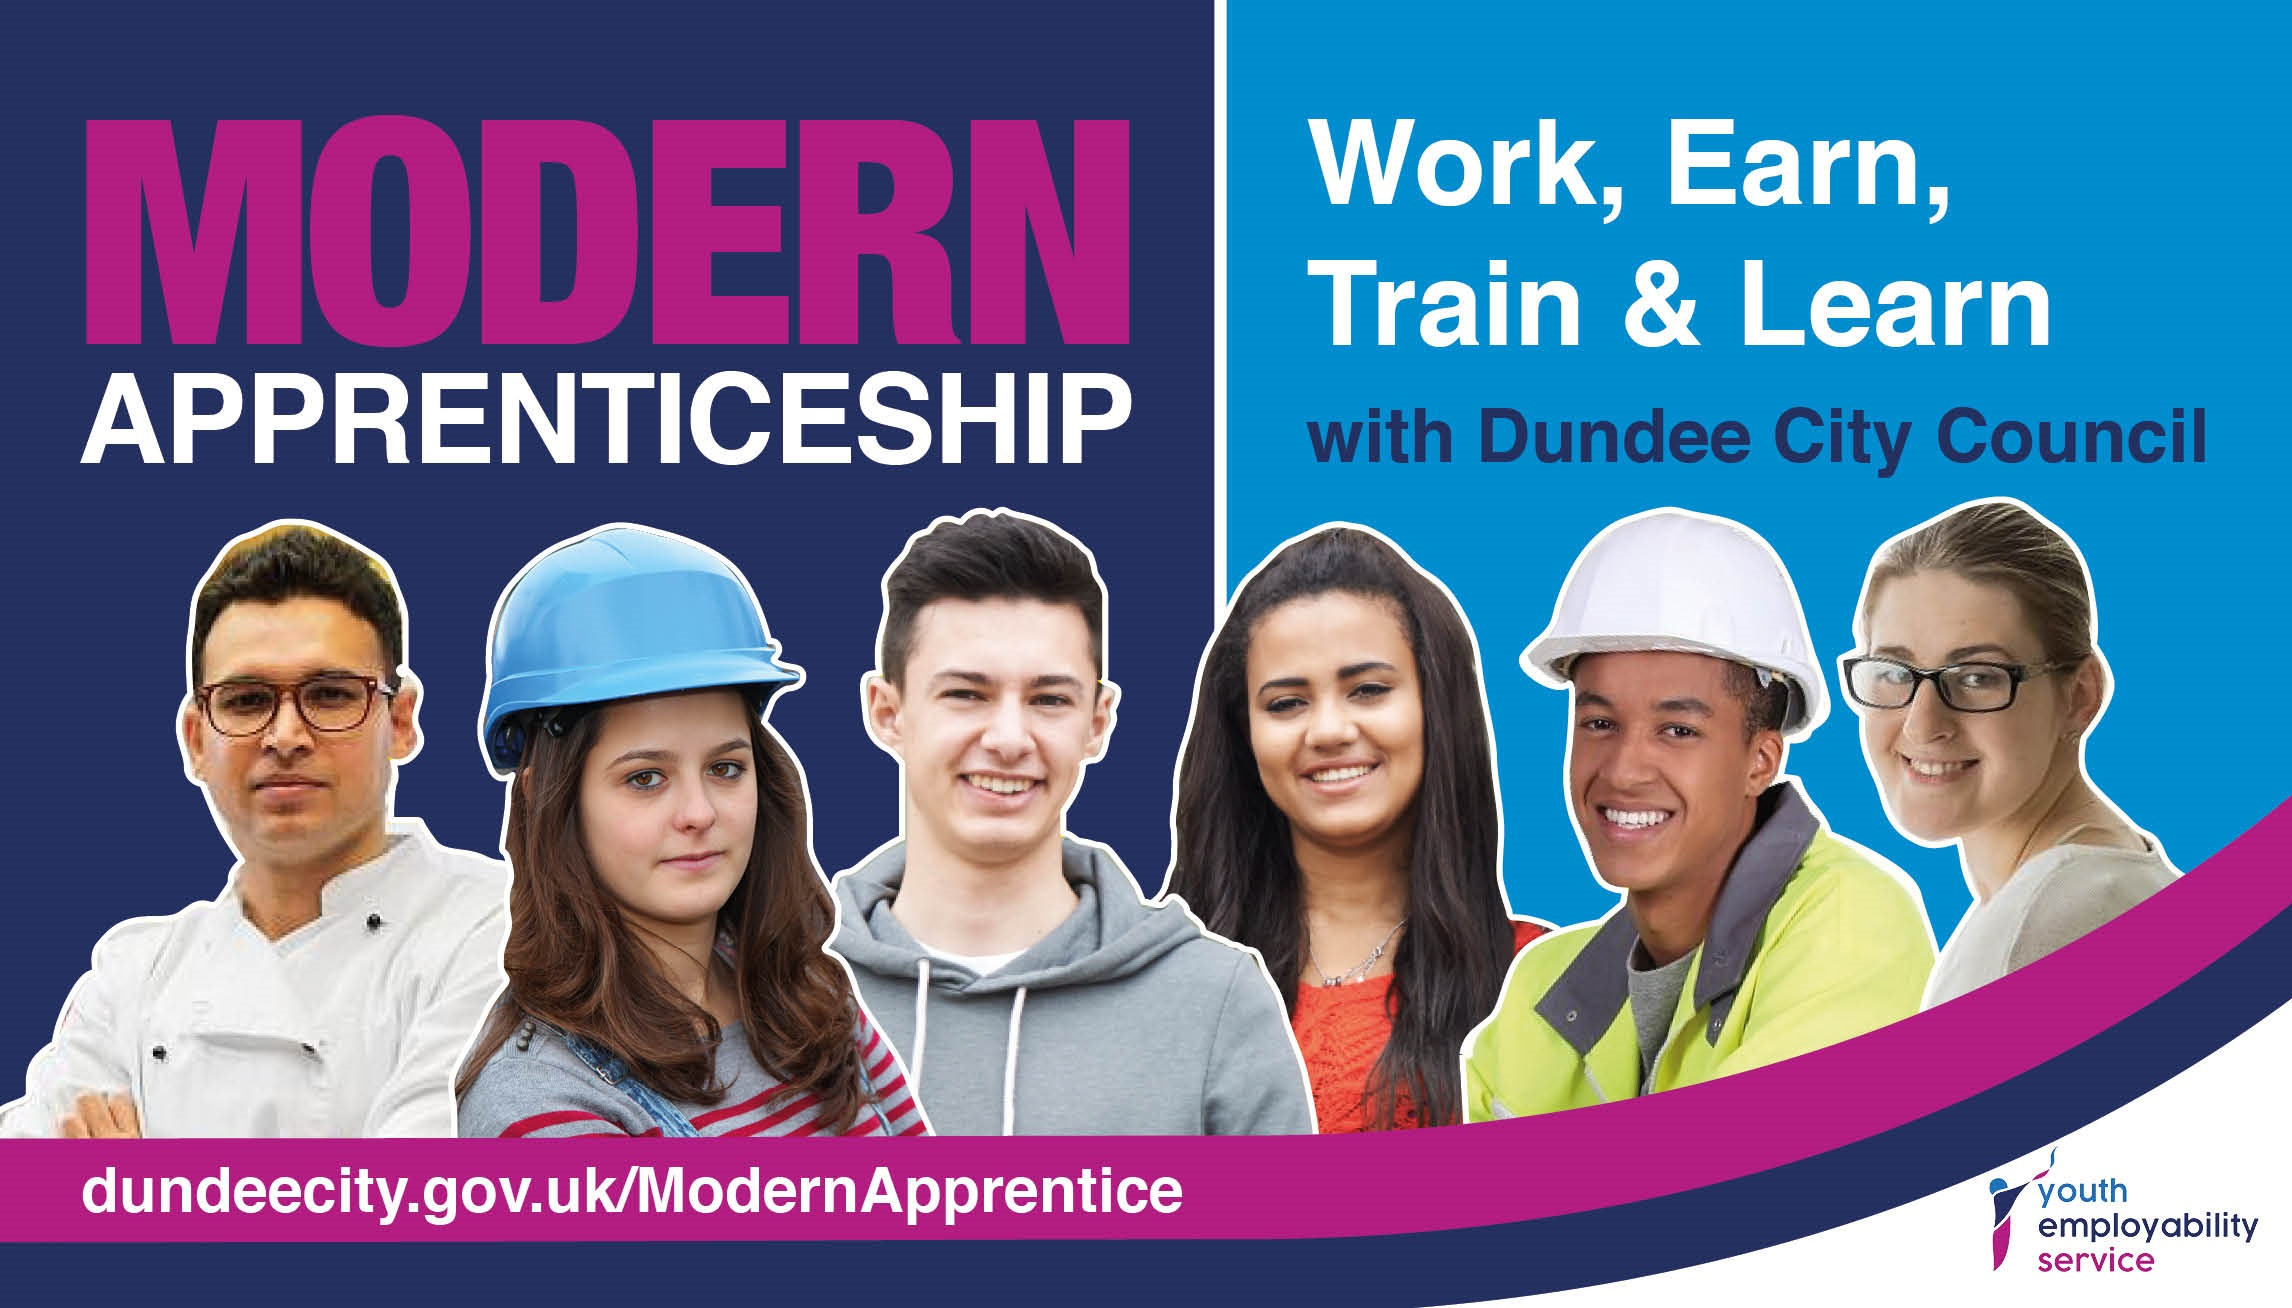 MODERN
APPRENTICESHIP
Work, Earn,
Train & Learn
with Dundee City Council
dundeecity.gov.uk/ModernApprentice
youth
employability
service